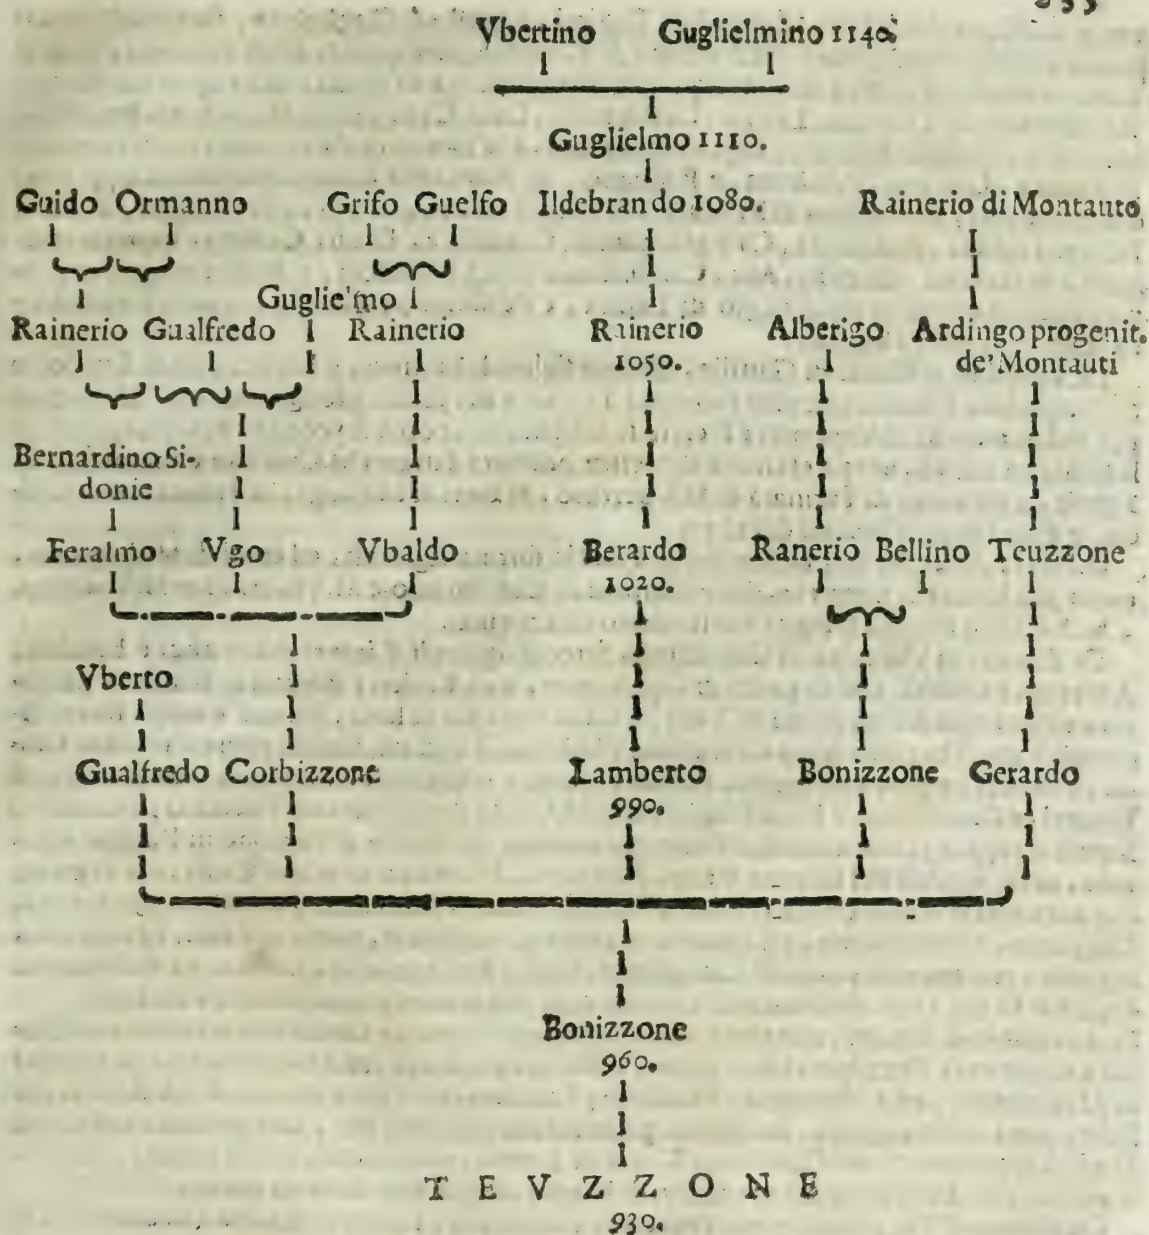 Vbertino Guglielmino 1140.
Guglielmo 1110.
Guido Ormanno Grifo Guelfo Ildebrando 1080. Rainerio di Montauto
Guglie'mo
Rainerio Gualfredo Rainerio Rainerio Alberigo Ardingo progenit.
1050. de'Montauti
Bernardino Si-
donie
Feralmo Vgo Vbaldo Berardo Ranerio Bellino Teuzzone
1020.
Vberto
Gualfredo Corbizzone Lamberto Bonizzone Gerardo
990.
Bonizzone
960.
TEVZZONE
930.